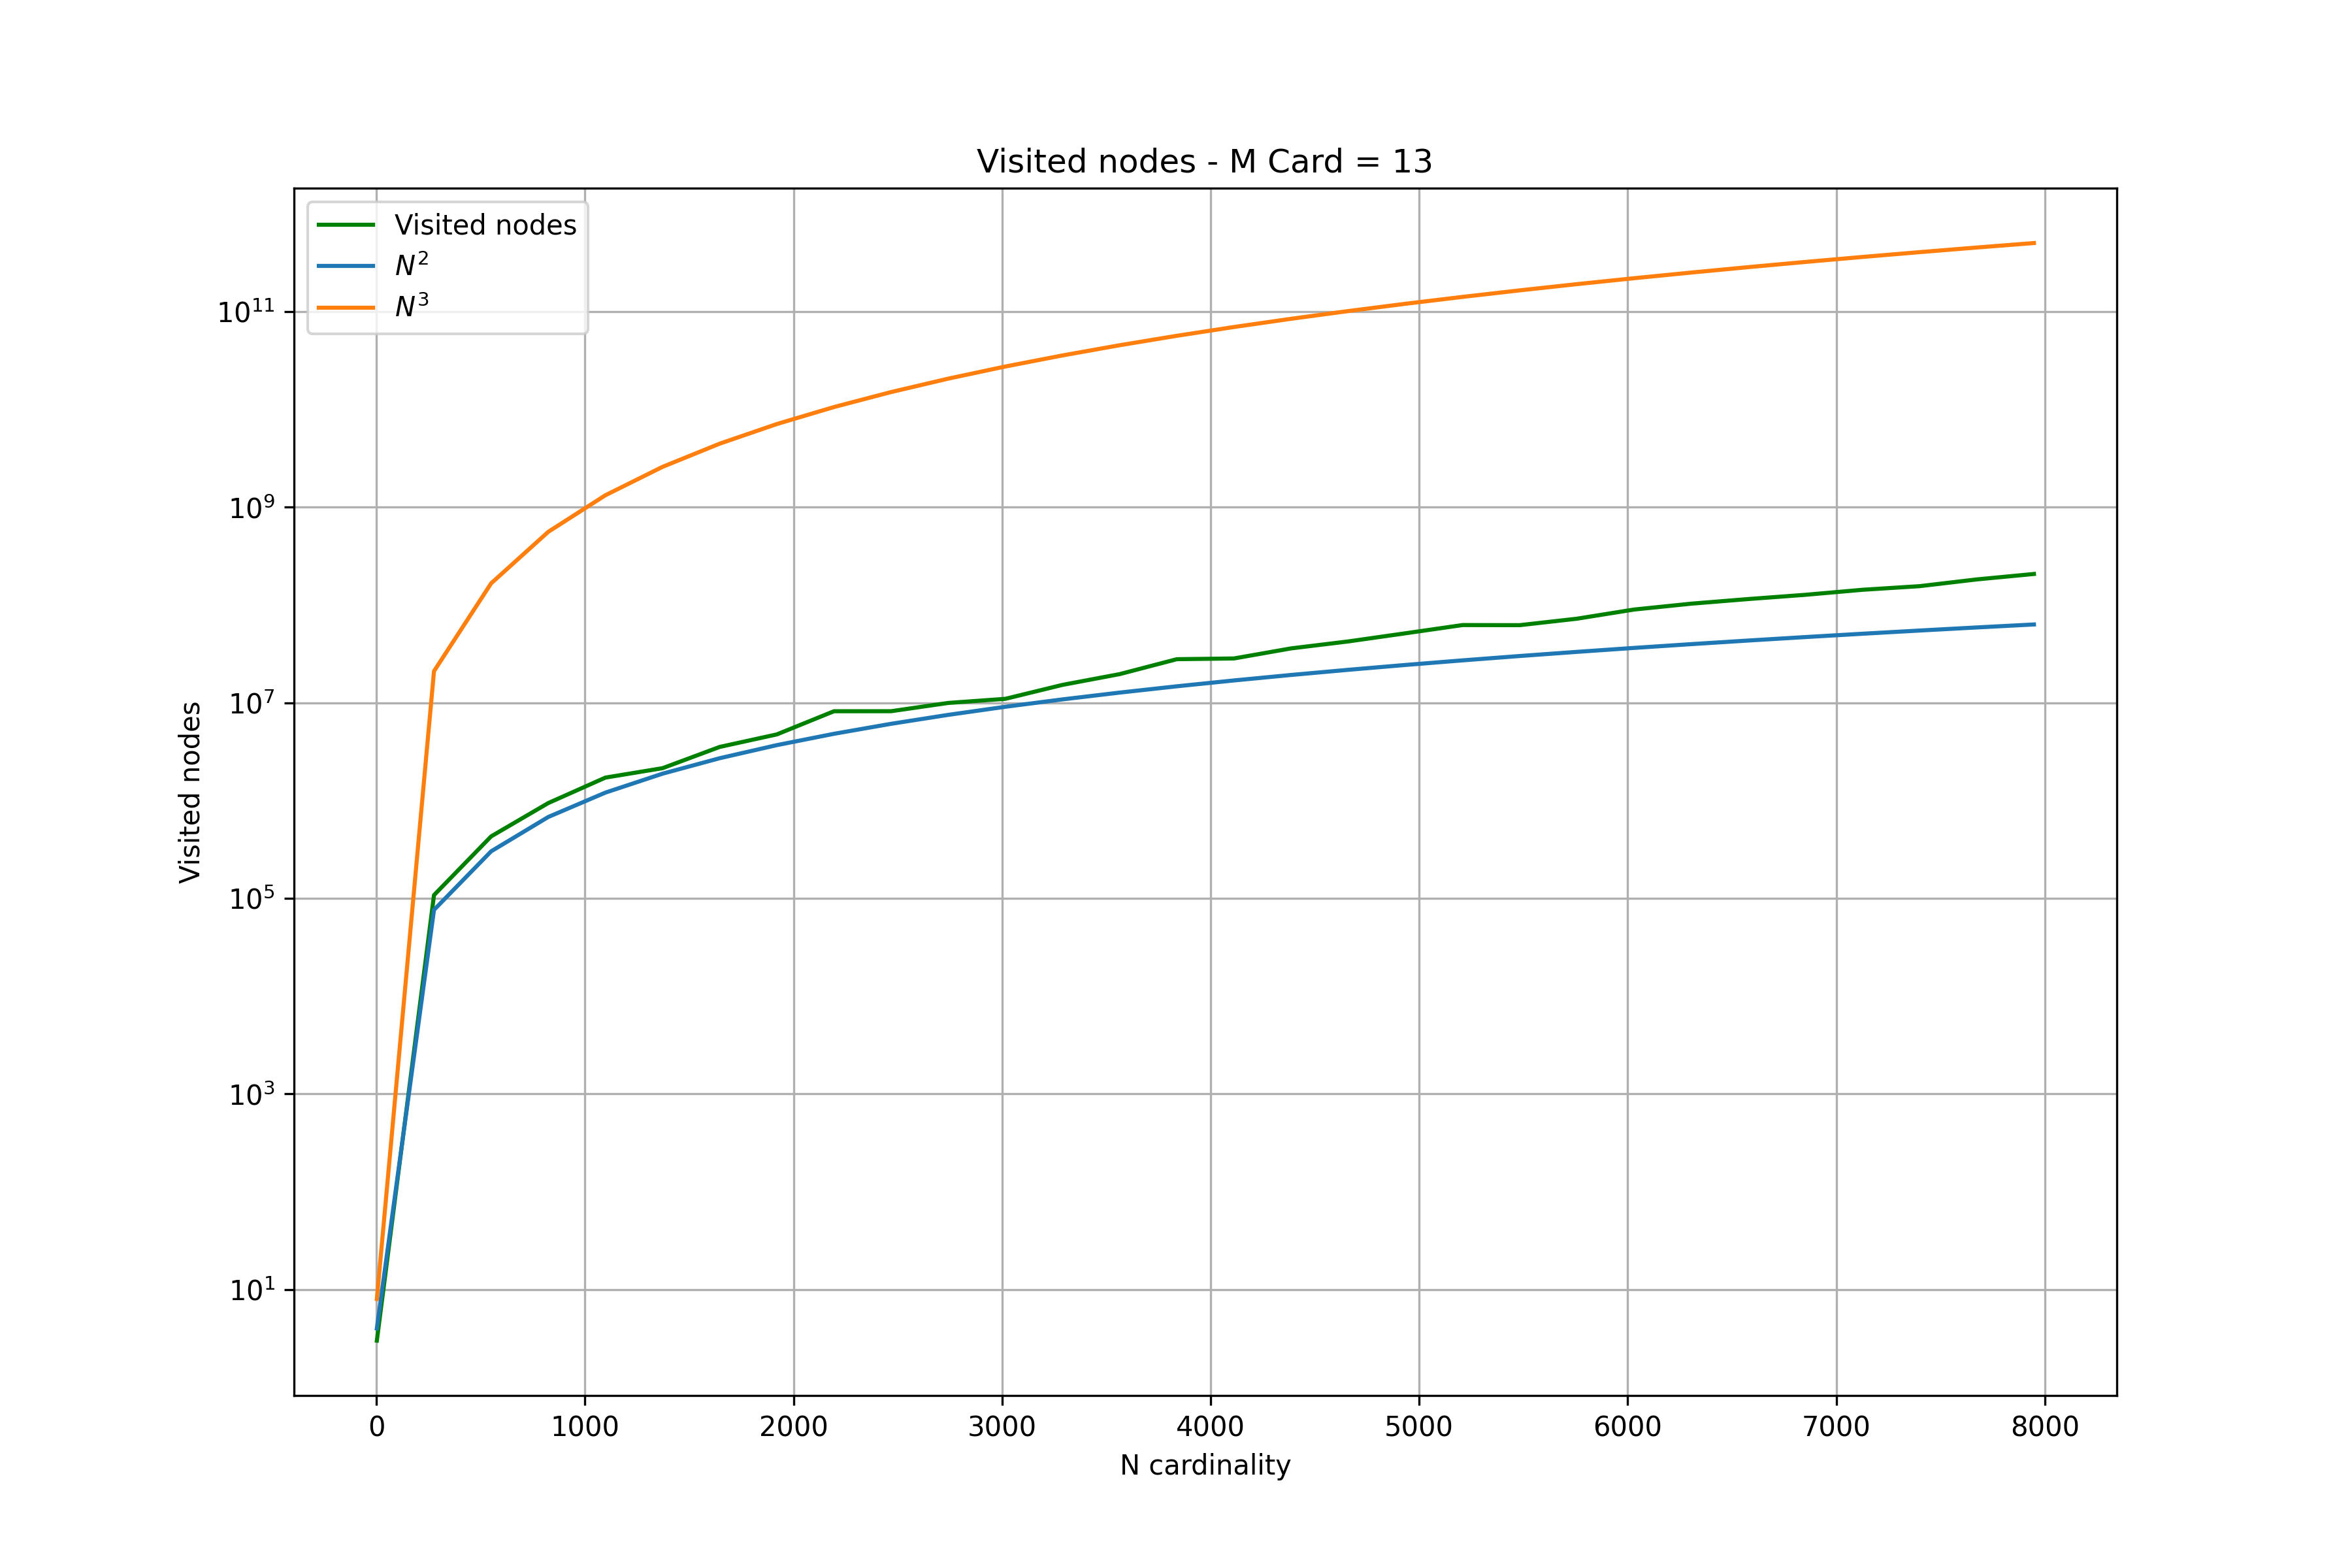 Visited nodes - M Card = 13
Visited nodes
N²
N³
10¹¹
10⁹
10⁷
10⁵
10³
10¹
Visited nodes
0 1000 2000 3000 4000 5000 6000 7000 8000
N cardinality